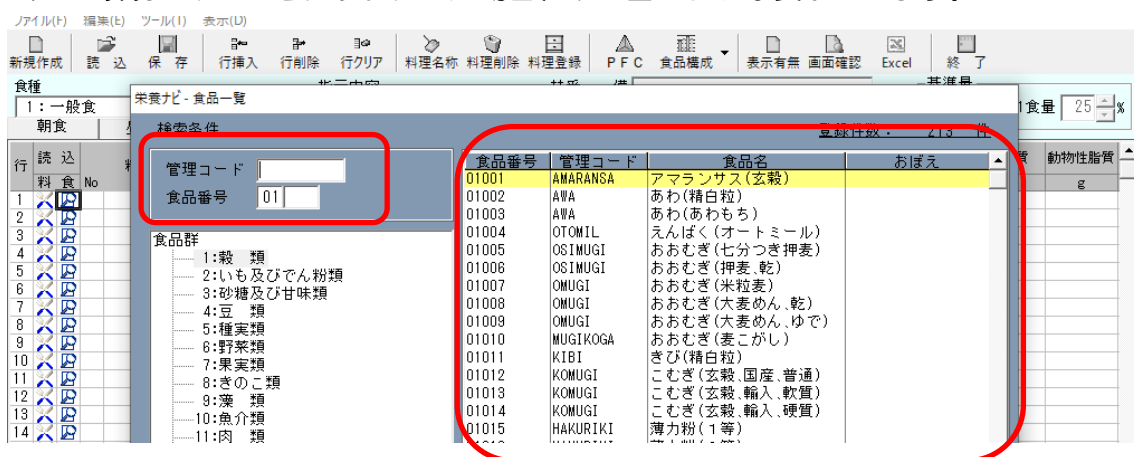 ファイル(F) 編集(E) ツール(T) 表示(D)
新規作成 読 込 保 存 行挿入 行削除 行クリア 料理名称 料理削除 料理登録 ＰＦＣ 食品構成 表示有無 画面確認 Excel 終 了
食種
1：一般食
1食量 25 %
朝食
栄養ナビ - 食品一覧
検索条件
登録件数： 213 件
管理コード
食品番号 01
行 読 込
料 食 No
動物性脂質
g
食品群
1:穀 類
2:いも及びでん粉類
3:砂糖及び甘味類
4:豆 類
5:種実類
6:野菜類
7:果実類
8:きのこ類
9:藻 類
10:魚介類
11:肉 類
食品番号 管理コード 食品名 おぼえ
01001 AMARANSA アマランサス(玄穀)
01002 AWA あわ(精白粒)
01003 AWA あわ(あわもち)
01004 OTOMIL えんばく(オートミール)
01005 OSIMUGI おおむぎ(七分つき押麦)
01006 OSIMUGI おおむぎ(押麦､乾)
01007 OMUGI おおむぎ(米粒麦)
01008 OMUGI おおむぎ(大麦めん､乾)
01009 OMUGI おおむぎ(大麦めん､ゆで)
01010 MUGIKOGA おおむぎ(麦こがし)
01011 KIBI きび(精白粒)
01012 KOMUGI こむぎ(玄穀､国産､普通)
01013 KOMUGI こむぎ(玄穀､輸入､軟質)
01014 KOMUGI こむぎ(玄穀､輸入､硬質)
01015 HAKURIKI 薄力粉(１等)
1
2
3
4
5
6
7
8
9
10
11
12
13
14